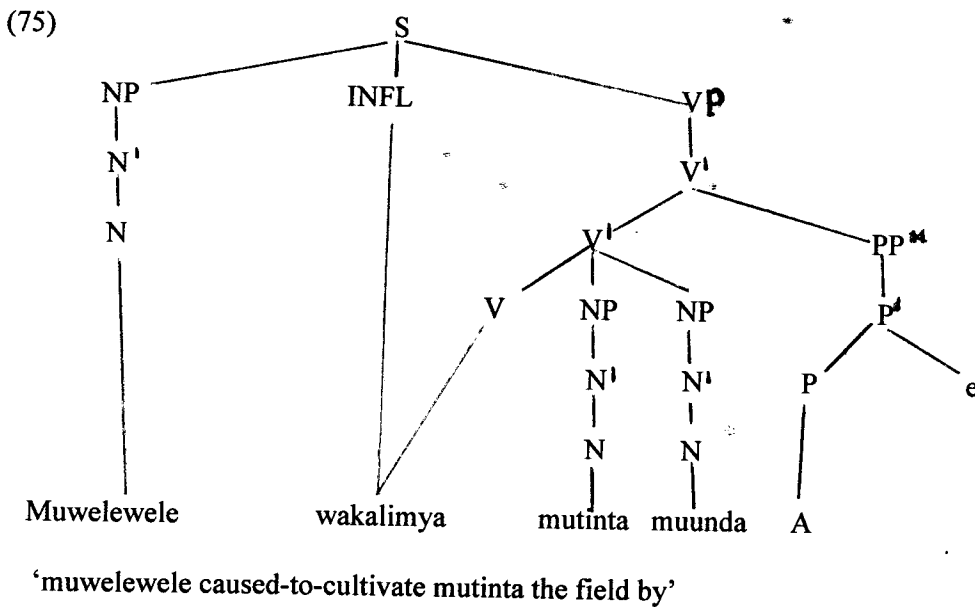 (75)
S
NP INFL VP
N' V'
N V' PP
V NP NP P'
N' N' P e
N N
Muwelewele wakalimya mutinta muunda A
‘muwelewele caused-to-cultivate mutinta the field by’